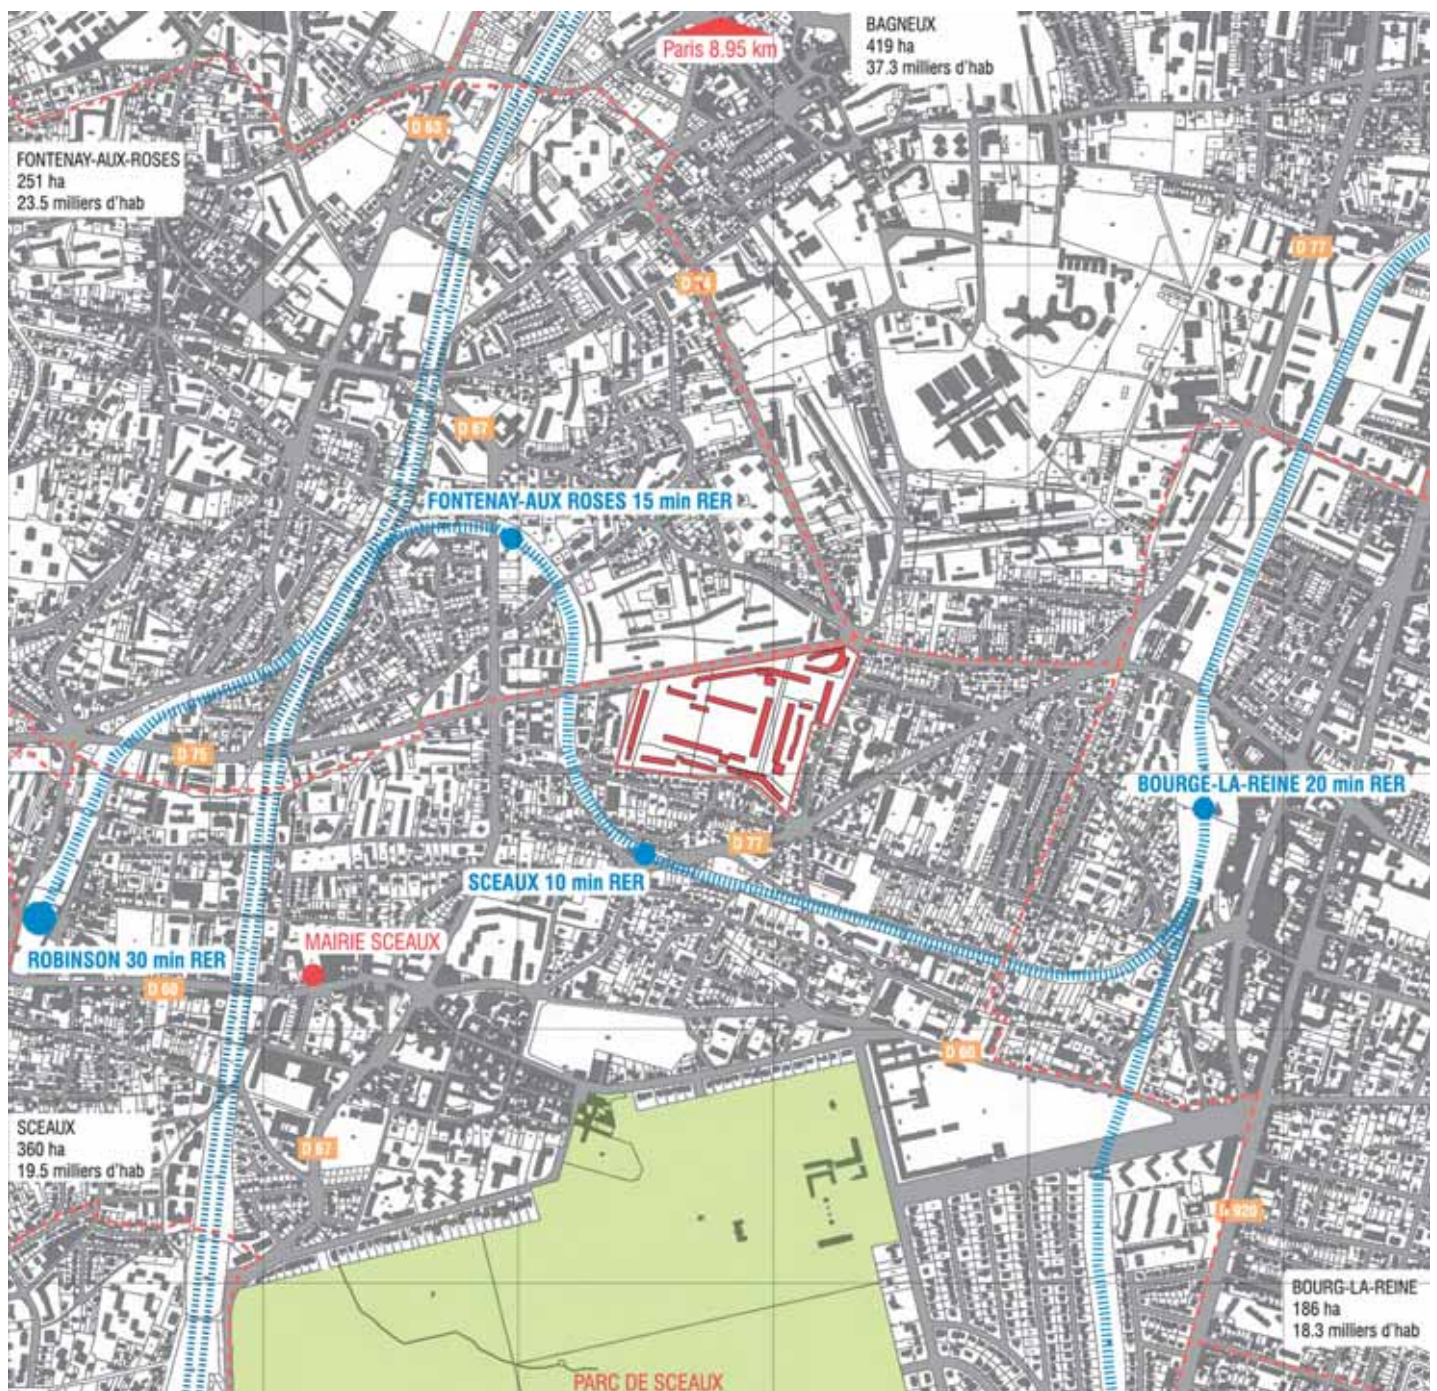 BAGNEUX
419 ha
37.3 milliers d'hab
Paris 8.95 km
D 63
FONTENAY-AUX-ROSES
251 ha
23.5 milliers d'hab
D 77
D 67
FONTENAY-AUX ROSES 15 min RER
D 75
BOURGE-LA-REINE 20 min RER
D 77
SCEAUX 10 min RER
MAIRIE SCEAUX
ROBINSON 30 min RER
D 60
D 60
SCEAUX
360 ha
19.5 milliers d'hab
D 67
920
BOURG-LA-REINE
186 ha
18.3 milliers d'hab
PARC DE SCEAUX